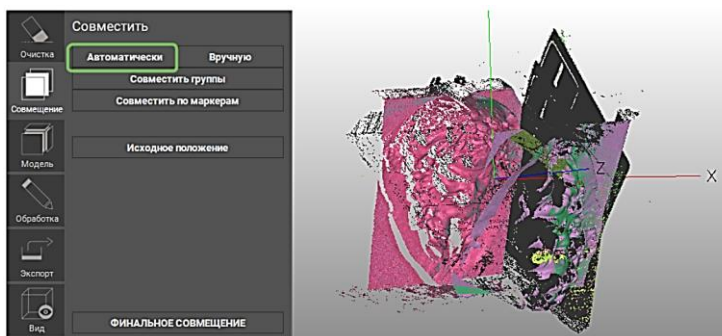 Совместить
Очистка
Автоматически
Вручную
Совместить группы
Совмещение
Совместить по маркерам
Исходное положение
Модель
Обработка
Экспорт
Вид
ФИНАЛЬНОЕ СОВМЕЩЕНИЕ
Z
X